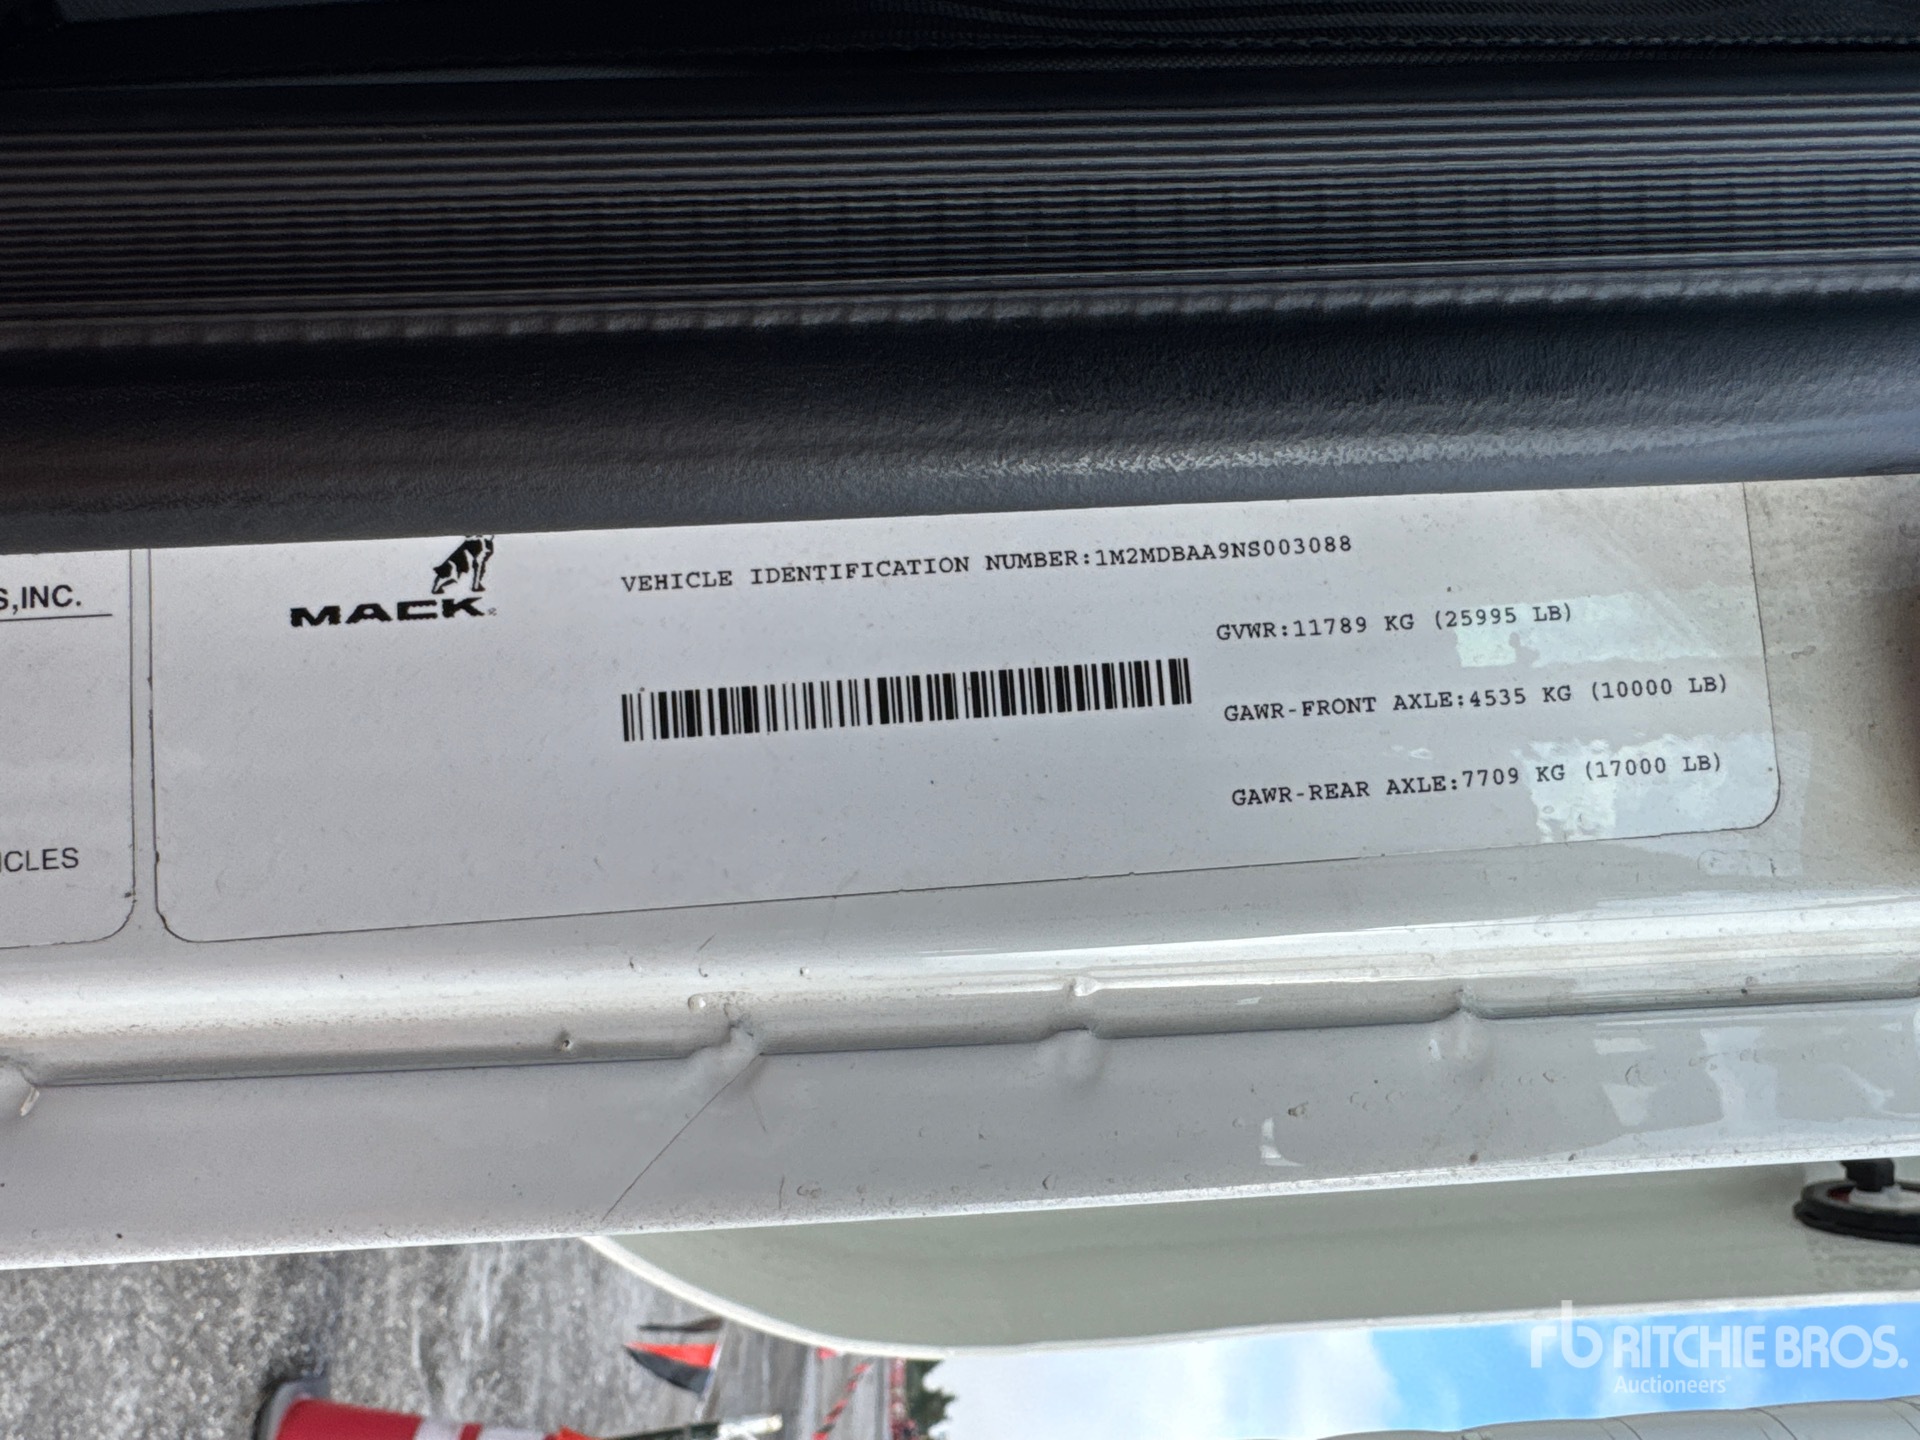 S,INC.
ICLES
MACK
VEHICLE IDENTIFICATION NUMBER:1M2MDBAA9NS003088
GVWR:11789 KG (25995 LB)
GAWR-FRONT AXLE:4535 KG (10000 LB)
GAWR-REAR AXLE:7709 KG (17000 LB)
rb RITCHIE BROS.
Auctioneers